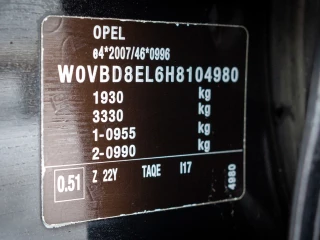 OPEL
e4*2007/46*0996
W0VBD8EL6H8104980
1930 kg
3330 kg
1-0955 kg
2-0990 kg
0.51 Z 22Y TAQE I17 4980